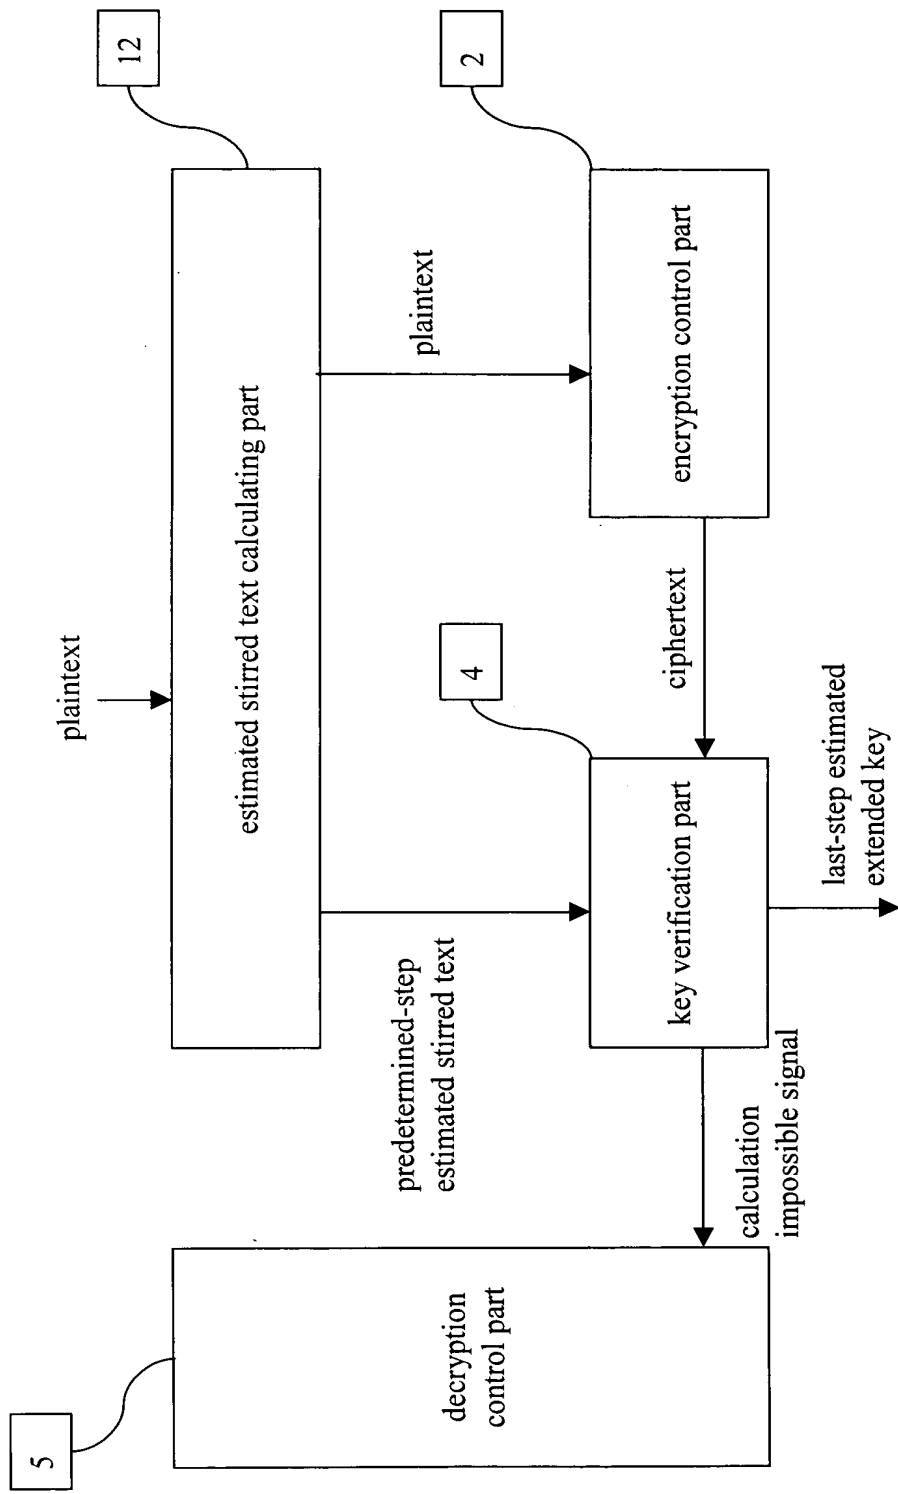 12
2
plaintext
estimated stirred text calculating part
plaintext
encryption control part
predetermined-step
estimated stirred text
4
ciphertext
key verification part
last-step estimated
extended key
calculation
impossible signal
5
decryption
control part